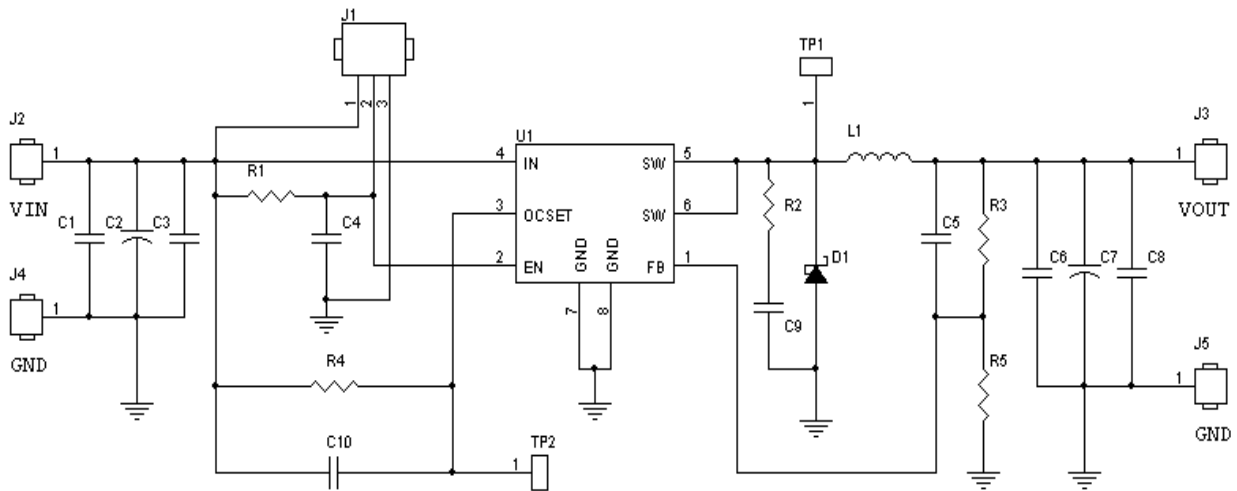 J1
TP1
1 2 3
1
J2
U1
L1
J3
1
4 IN
SW 5
1
R1
VIN
C1 C2 C3
3 OCSET
SW 6
R2
C5
R3
VOUT
C4
GND GND
J4
2 EN
FB 1
D1
C6 C7 C8
1
7 8
C9
GND
R4
R5
J5
1
GND
C10
TP2
1